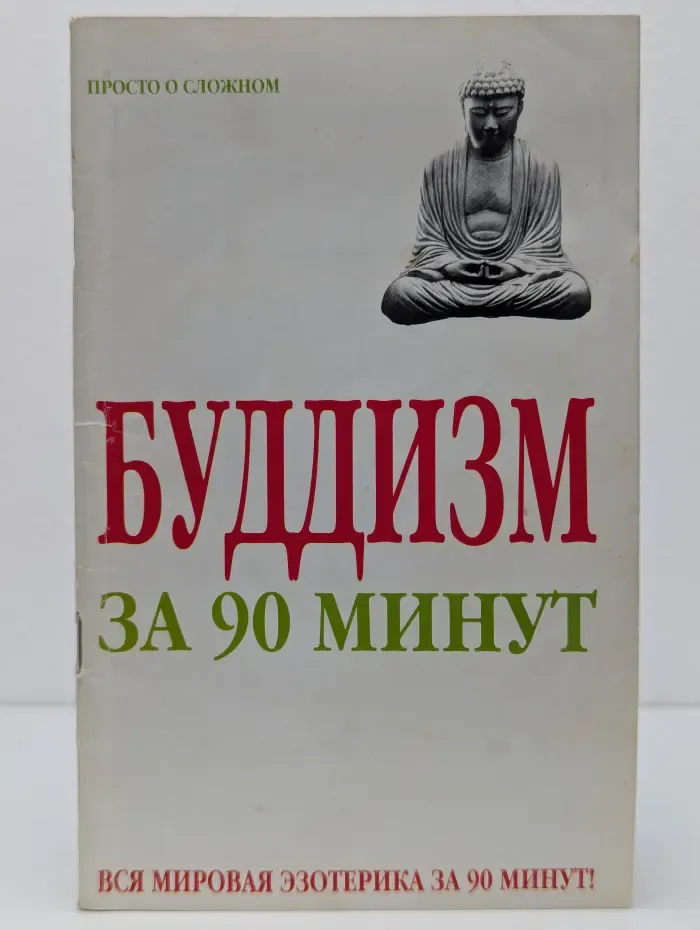 ПРОСТО О СЛОЖНОМ
БУДДИЗМ
ЗА 90 МИНУТ
ВСЯ МИРОВАЯ ЭЗОТЕРИКА ЗА 90 МИНУТ!